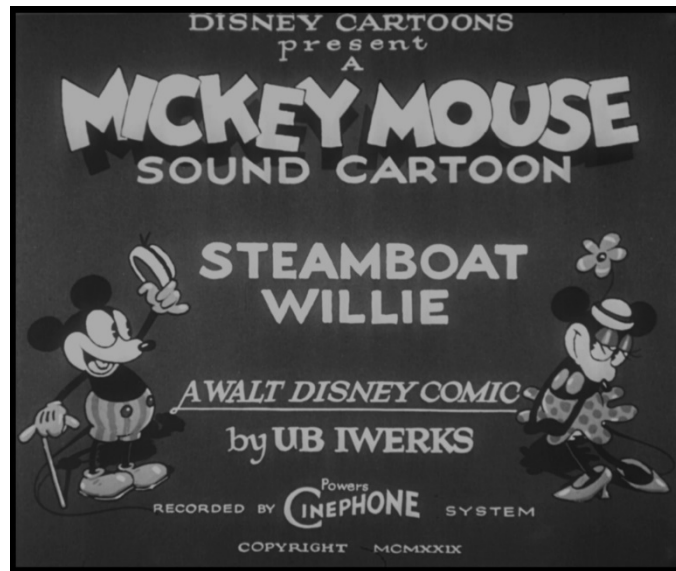 DISNEY CARTOONS
present
A
MICKEY MOUSE
SOUND CARTOON
STEAMBOAT
WILLIE
A WALT DISNEY COMIC
by UB IWERKS
RECORDED BY Powers CINEPHONE SYSTEM
COPYRIGHT MCMXXIX